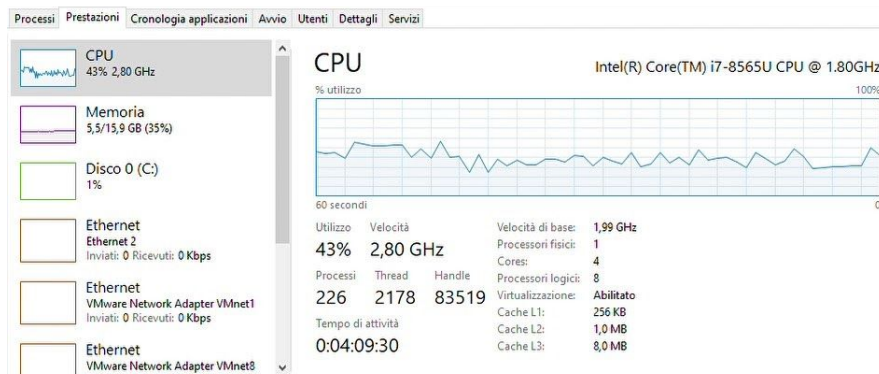 Processi Prestazioni Cronologia applicazioni Avvio Utenti Dettagli Servizi
CPU
43% 2,80 GHz
Memoria
5,5/15,9 GB (35%)
Disco 0 (C:)
1%
Ethernet
Ethernet 2
Inviati: 0 Ricevuti: 0 Kbps
Ethernet
VMware Network Adapter VMnet1
Inviati: 0 Ricevuti: 0 Kbps
Ethernet
VMware Network Adapter VMnet8
CPU Intel(R) Core(TM) i7-8565U CPU @ 1.80GHz
% utilizzo 100%
60 secondi 0
Utilizzo Velocità
43% 2,80 GHz
Processi Thread Handle
226 2178 83519
Tempo di attività
0:04:09:30
Velocità di base: 1,99 GHz
Processori fisici: 1
Cores: 4
Processori logici: 8
Virtualizzazione: Abilitato
Cache L1: 256 KB
Cache L2: 1,0 MB
Cache L3: 8,0 MB